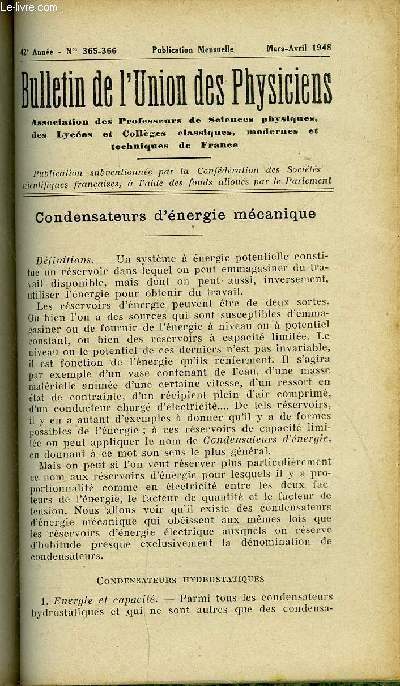 www.le-livre.com
42e Année - Nos 365-366 Publication Mensuelle Mars-Avril 1948
Bulletin de l'Union des Physiciens
Association des Professeurs de Sciences physiques,
des Lycées et Collèges classiques, modernes et
techniques de France
Publication subventionnée par la Confédération des Sociétés
scientifiques françaises, à l'aide des fonds alloués par le Parlement
Condensateurs d'énergie mécanique
Définitions. — Un système à énergie potentielle consti-
tue un réservoir dans lequel on peut emmagasiner du tra-
vail disponible, mais dont on peut aussi, inversement,
utiliser l'énergie pour obtenir du travail.
Les réservoirs d'énergie peuvent être de deux sortes.
Ou bien l'on a des sources qui sont susceptibles d'emma-
gasiner ou de fournir de l'énergie à niveau ou à potentiel
constant, ou bien des réservoirs à capacité limitée. Le
niveau ou le potentiel de ces derniers n'est pas invariable,
il est fonction de l'énergie qu'ils renferment. Il s'agira
par exemple d'un vase contenant de l'eau, d'une masse
matérielle animée d'une certaine vitesse, d'un ressort en
état de contrainte, d'un récipient plein d'air comprimé,
d'un conducteur chargé d'électricité... De tels réservoirs,
il y en a autant d'exemples à donner qu'il y a de formes
possibles de l'énergie ; à ces réservoirs de capacité limi-
tée on peut appliquer le nom de Condensateurs d'énergie,
en donnant à ce mot son sens le plus général.
Mais on peut si l'on veut réserver plus particulièrement
ce nom aux réservoirs d'énergie pour lesquels il y a pro-
portionnalité comme en électricité entre les deux fac-
teurs de l'énergie, le facteur de quantité et le facteur de
tension. Nous allons voir qu'il existe des condensateurs
d'énergie mécanique qui obéissent aux mêmes lois que
les réservoirs d'énergie électrique auxquels on réserve
d'habitude presque exclusivement la dénomination de
condensateurs.
CONDENSATEURS HYDROSTATIQUES
1. Energie et capacité. — Parmi tous les condensateurs
hydrostatiques et qui ne sont autres que des condensa-